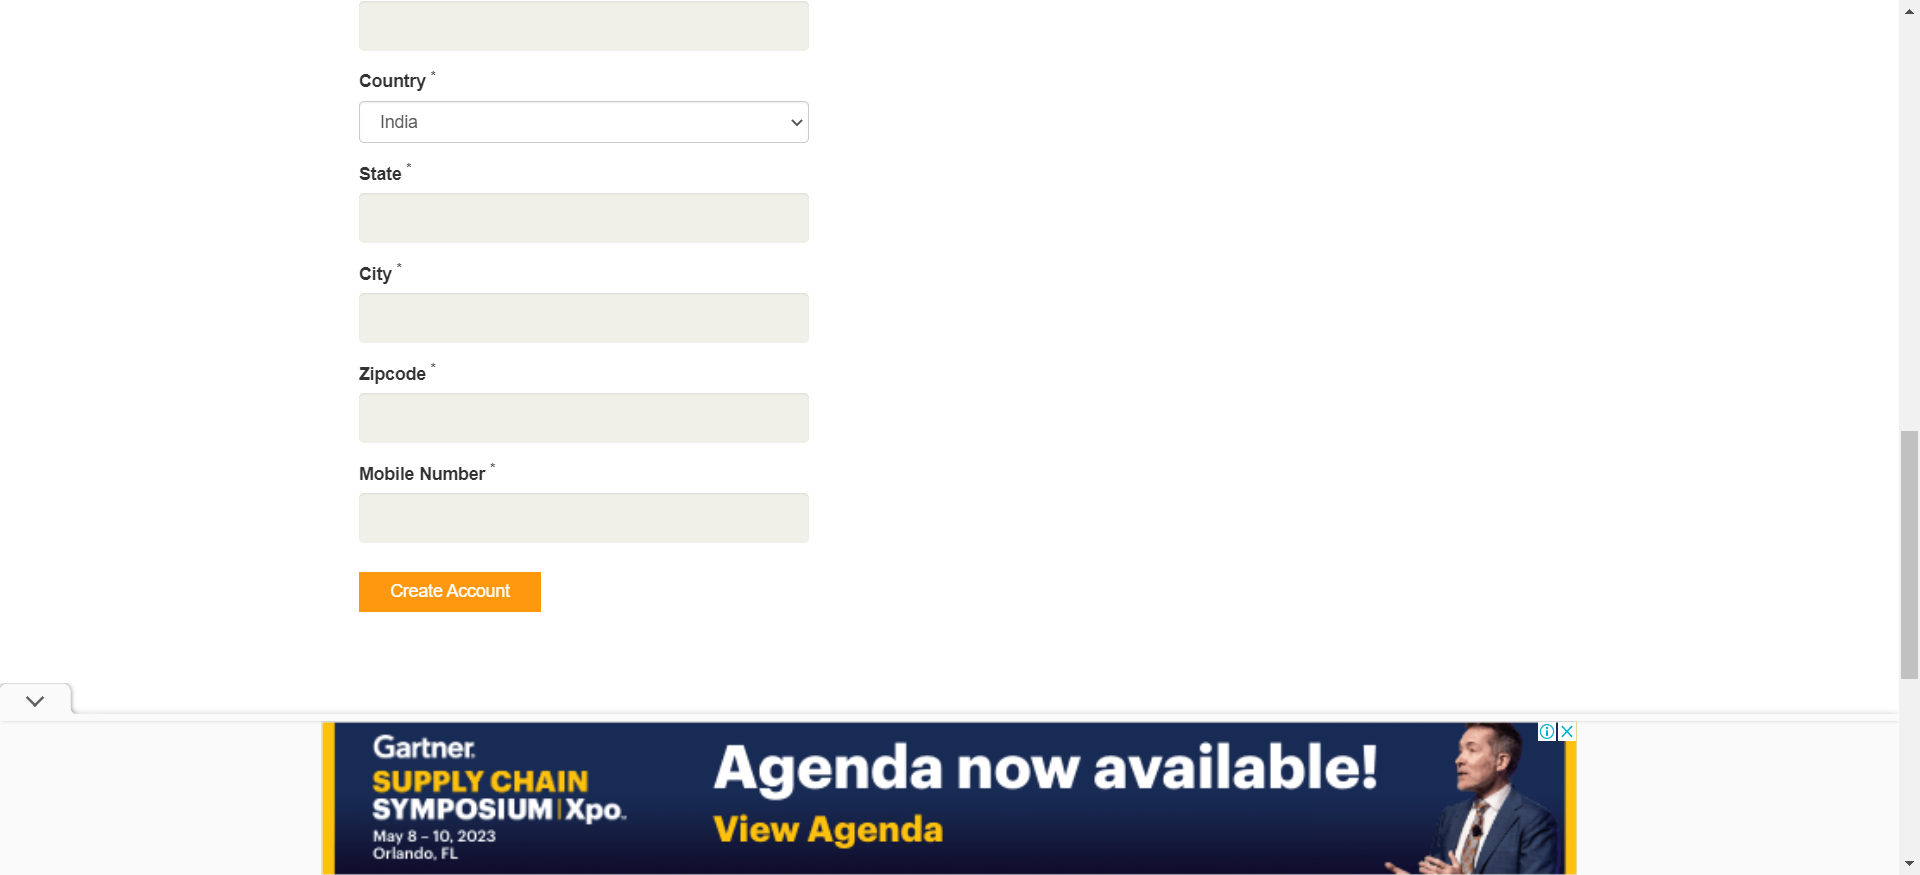 Country *
India
State *
City *
Zipcode *
Mobile Number *
Create Account
Gartner.
SUPPLY CHAIN
SYMPOSIUM | Xpo.
May 8 – 10, 2023
Orlando, FL
Agenda now available!
View Agenda